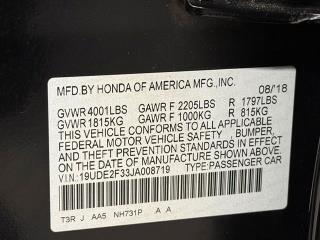 MFD.BY HONDA OF AMERICA MFG.,INC. 08/18
GVWR 4001LBS GAWR F 2205LBS R 1797LBS
GVWR 1815KG GAWR F 1000KG R 815KG
THIS VEHICLE CONFORMS TO ALL APPLICABLE
FEDERAL MOTOR VEHICLE SAFETY , BUMPER,
AND THEFT PREVENTION STANDARDS IN EFFECT
ON THE DATE OF MANUFACTURE SHOWN ABOVE.
V.I.N.:19UDE2F33JA008719 TYPE:PASSENGER CAR
T3R J AA5 NH731P A A